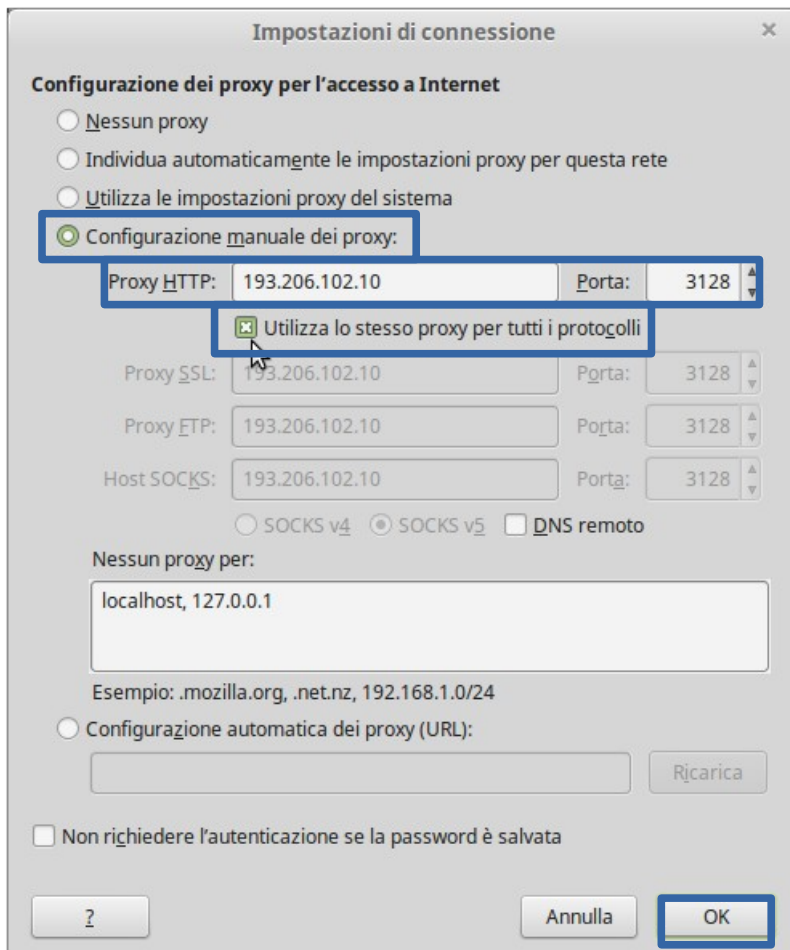 Impostazioni di connessione ×
Configurazione dei proxy per l'accesso a Internet
Nessun proxy
Individua automaticamente le impostazioni proxy per questa rete
Utilizza le impostazioni proxy del sistema
Configurazione manuale dei proxy:
Proxy HTTP: 193.206.102.10 Porta: 3128
Utilizza lo stesso proxy per tutti i protocolli
Proxy SSL: 193.206.102.10 Porta: 3128
Proxy FTP: 193.206.102.10 Porta: 3128
Host SOCKS: 193.206.102.10 Porta: 3128
SOCKS v4 SOCKS v5 DNS remoto
Nessun proxy per:
localhost, 127.0.0.1
Esempio: .mozilla.org, .net.nz, 192.168.1.0/24
Configurazione automatica dei proxy (URL):
Ricarica
Non richiedere l'autenticazione se la password è salvata
? Annulla OK